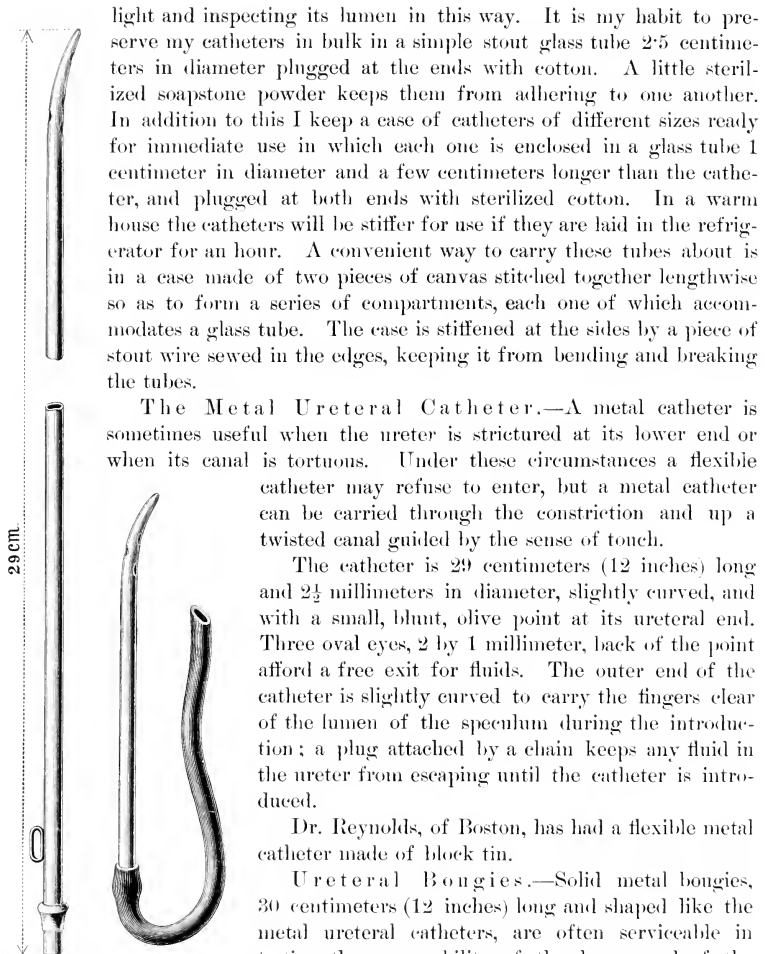 light and inspecting its lumen in this way. It is my habit to pre-
serve my catheters in bulk in a simple stout glass tube 2·5 centime-
ters in diameter plugged at the ends with cotton. A little steril-
ized soapstone powder keeps them from adhering to one another.
In addition to this I keep a case of catheters of different sizes ready
for immediate use in which each one is enclosed in a glass tube 1
centimeter in diameter and a few centimeters longer than the cathe-
ter, and plugged at both ends with sterilized cotton. In a warm
house the catheters will be stiffer for use if they are laid in the refrig-
erator for an hour. A convenient way to carry these tubes about is
in a case made of two pieces of canvas stitched together lengthwise
so as to form a series of compartments, each one of which accom-
modates a glass tube. The case is stiffened at the sides by a piece of
stout wire sewed in the edges, keeping it from bending and breaking
the tubes.
The Metal Ureteral Catheter.—A metal catheter is
sometimes useful when the ureter is strictured at its lower end or
when its canal is tortuous. Under these circumstances a flexible
catheter may refuse to enter, but a metal catheter
can be carried through the constriction and up a
twisted canal guided by the sense of touch.
The catheter is 29 centimeters (12 inches) long
and 2½ millimeters in diameter, slightly curved, and
with a small, blunt, olive point at its ureteral end.
Three oval eyes, 2 by 1 millimeter, back of the point
afford a free exit for fluids. The outer end of the
catheter is slightly curved to carry the fingers clear
of the lumen of the speculum during the introduc-
tion; a plug attached by a chain keeps any fluid in
the ureter from escaping until the catheter is intro-
duced.
Dr. Reynolds, of Boston, has had a flexible metal
catheter made of block tin.
Ureteral Bougies.—Solid metal bougies,
30 centimeters (12 inches) long and shaped like the
metal ureteral catheters, are often serviceable in
29cm.